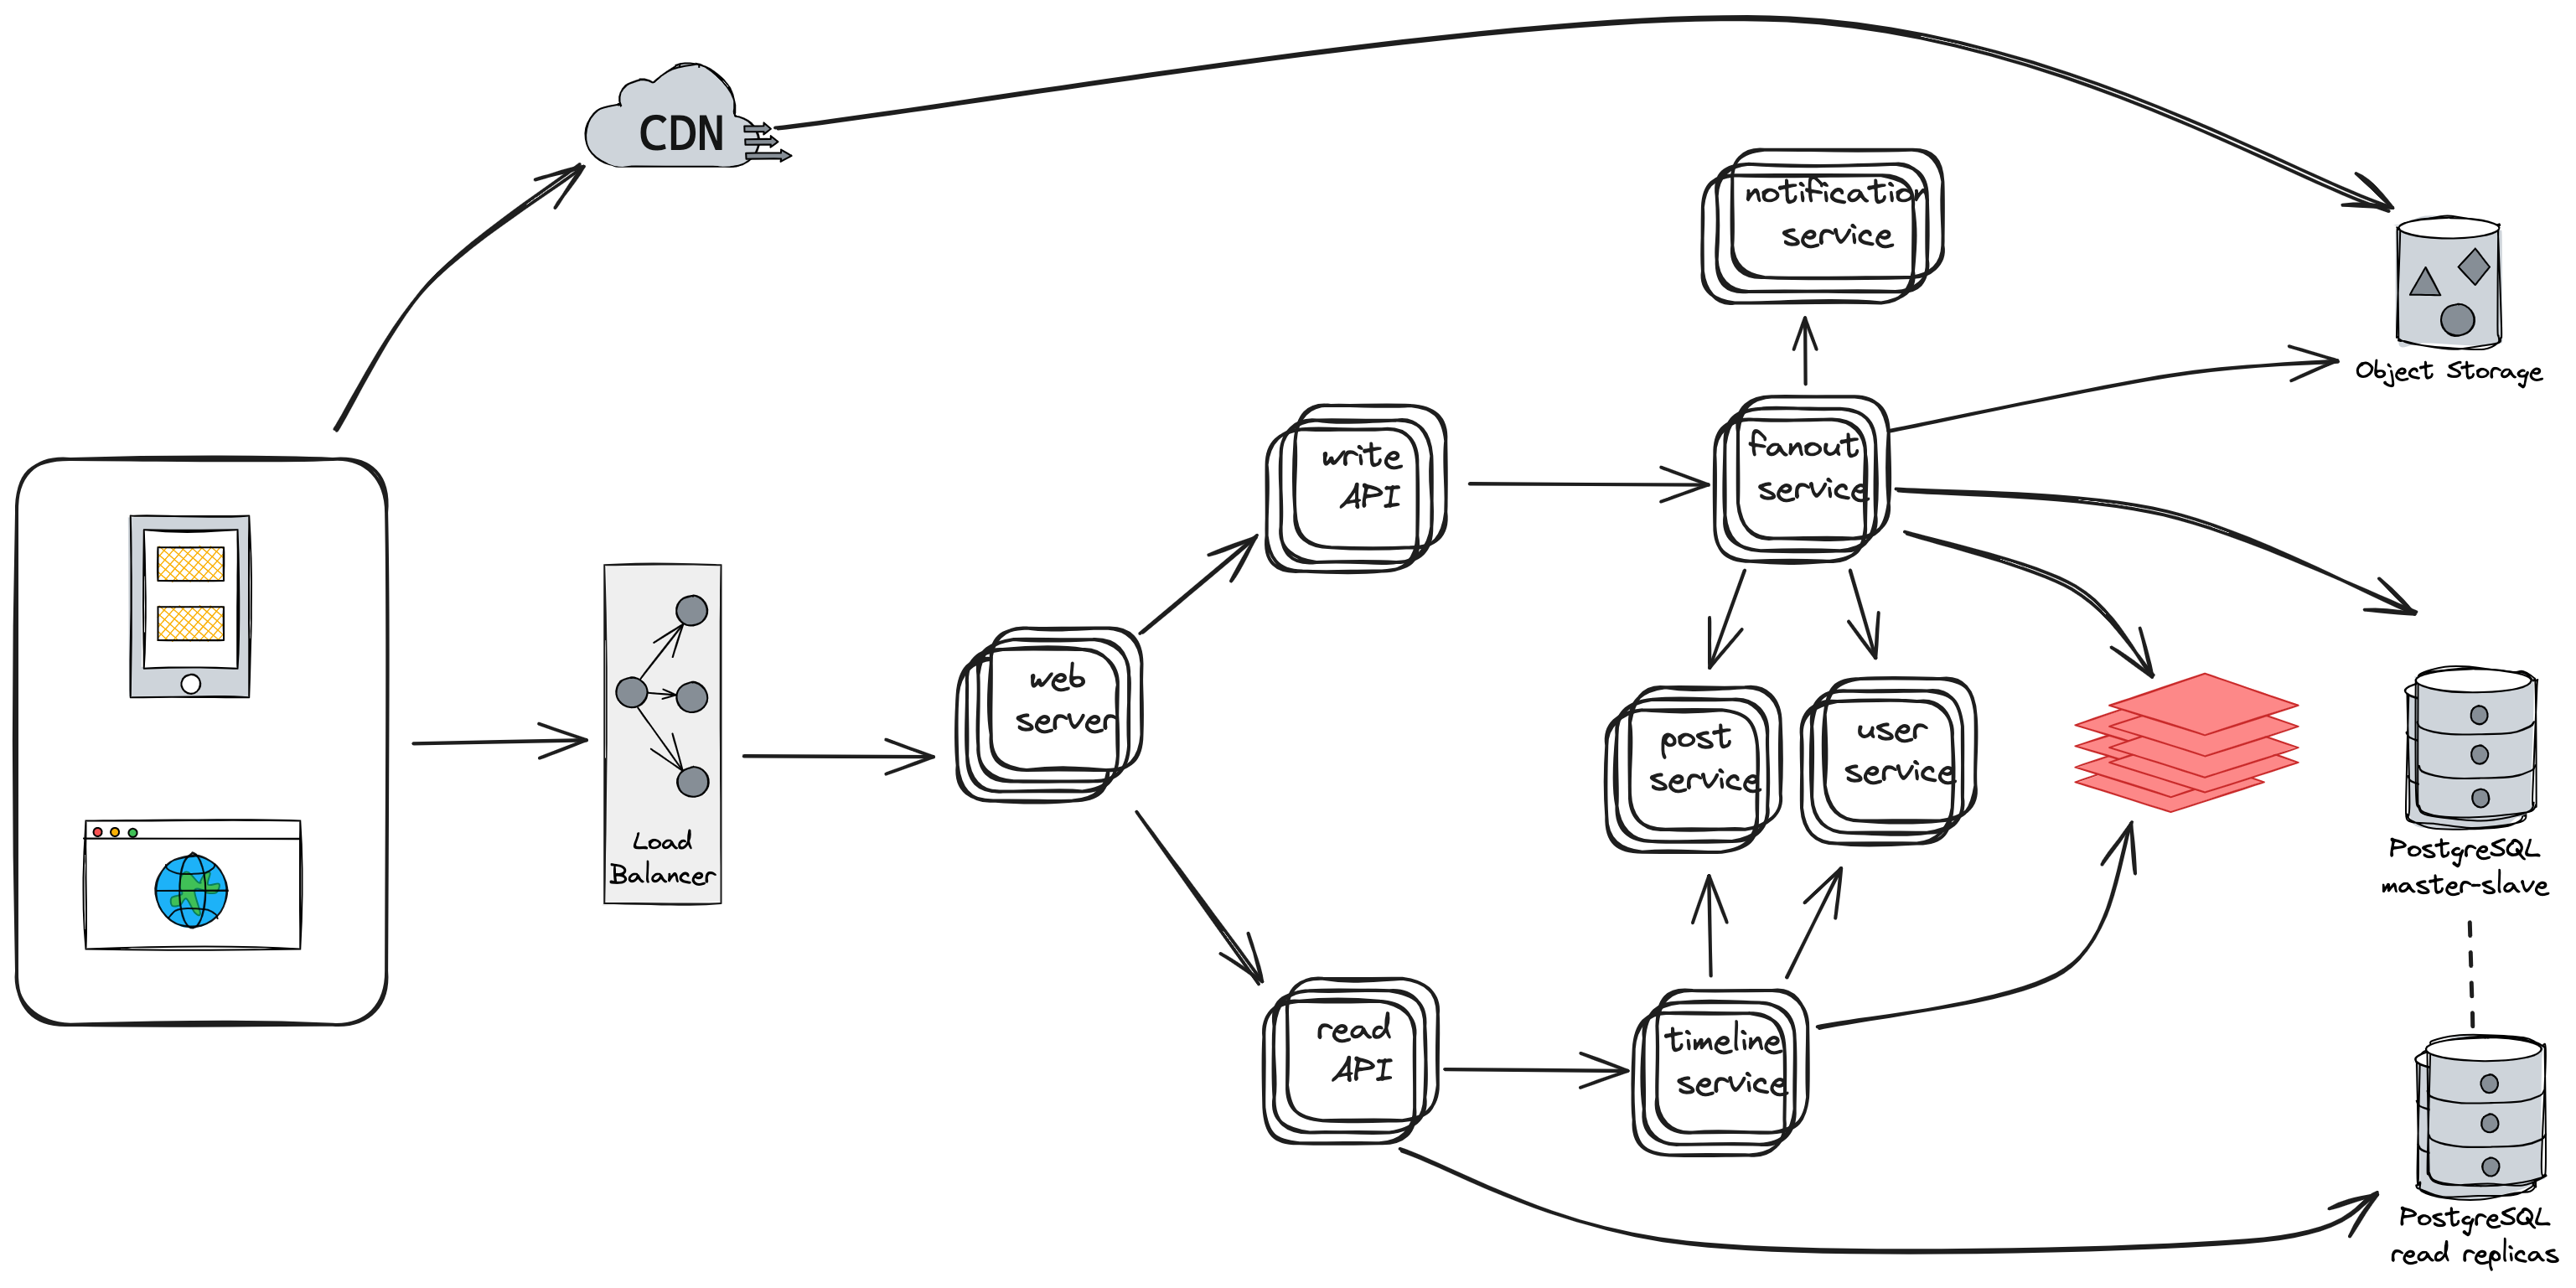 CDN
notification
service
Object Storage
write
API
fanout
service
web
server
post
service
user
service
Load
Balancer
PostgreSQL
master-slave
read
API
timeline
service
PostgreSQL
read replicas